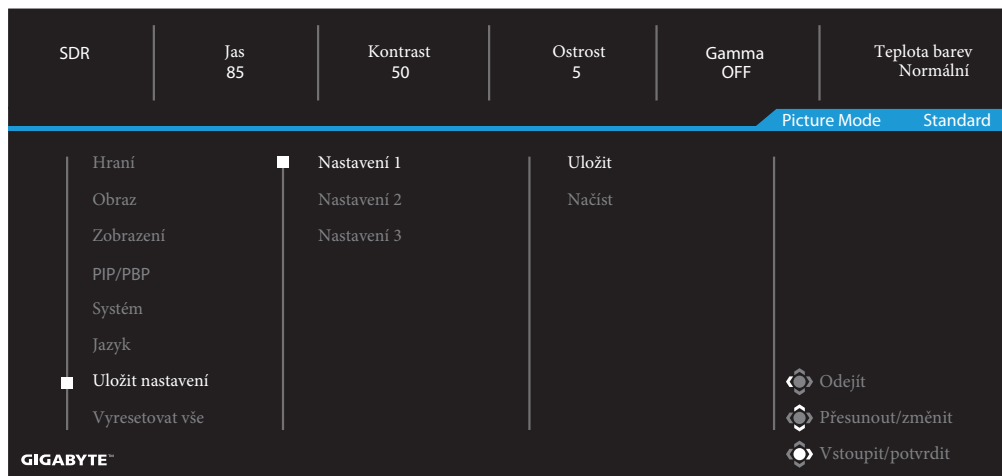 SDR
Jas
85
Kontrast
50
Ostrost
5
Gamma
OFF
Teplota barev
Normální
Picture Mode Standard
Hraní
Obraz
Zobrazení
PIP/PBP
Systém
Jazyk
Uložit nastavení
Vyresetovat vše
Nastavení 1
Nastavení 2
Nastavení 3
Uložit
Načíst
Odejít
Přesunout/změnit
Vstoupit/potvrdit
GIGABYTE™